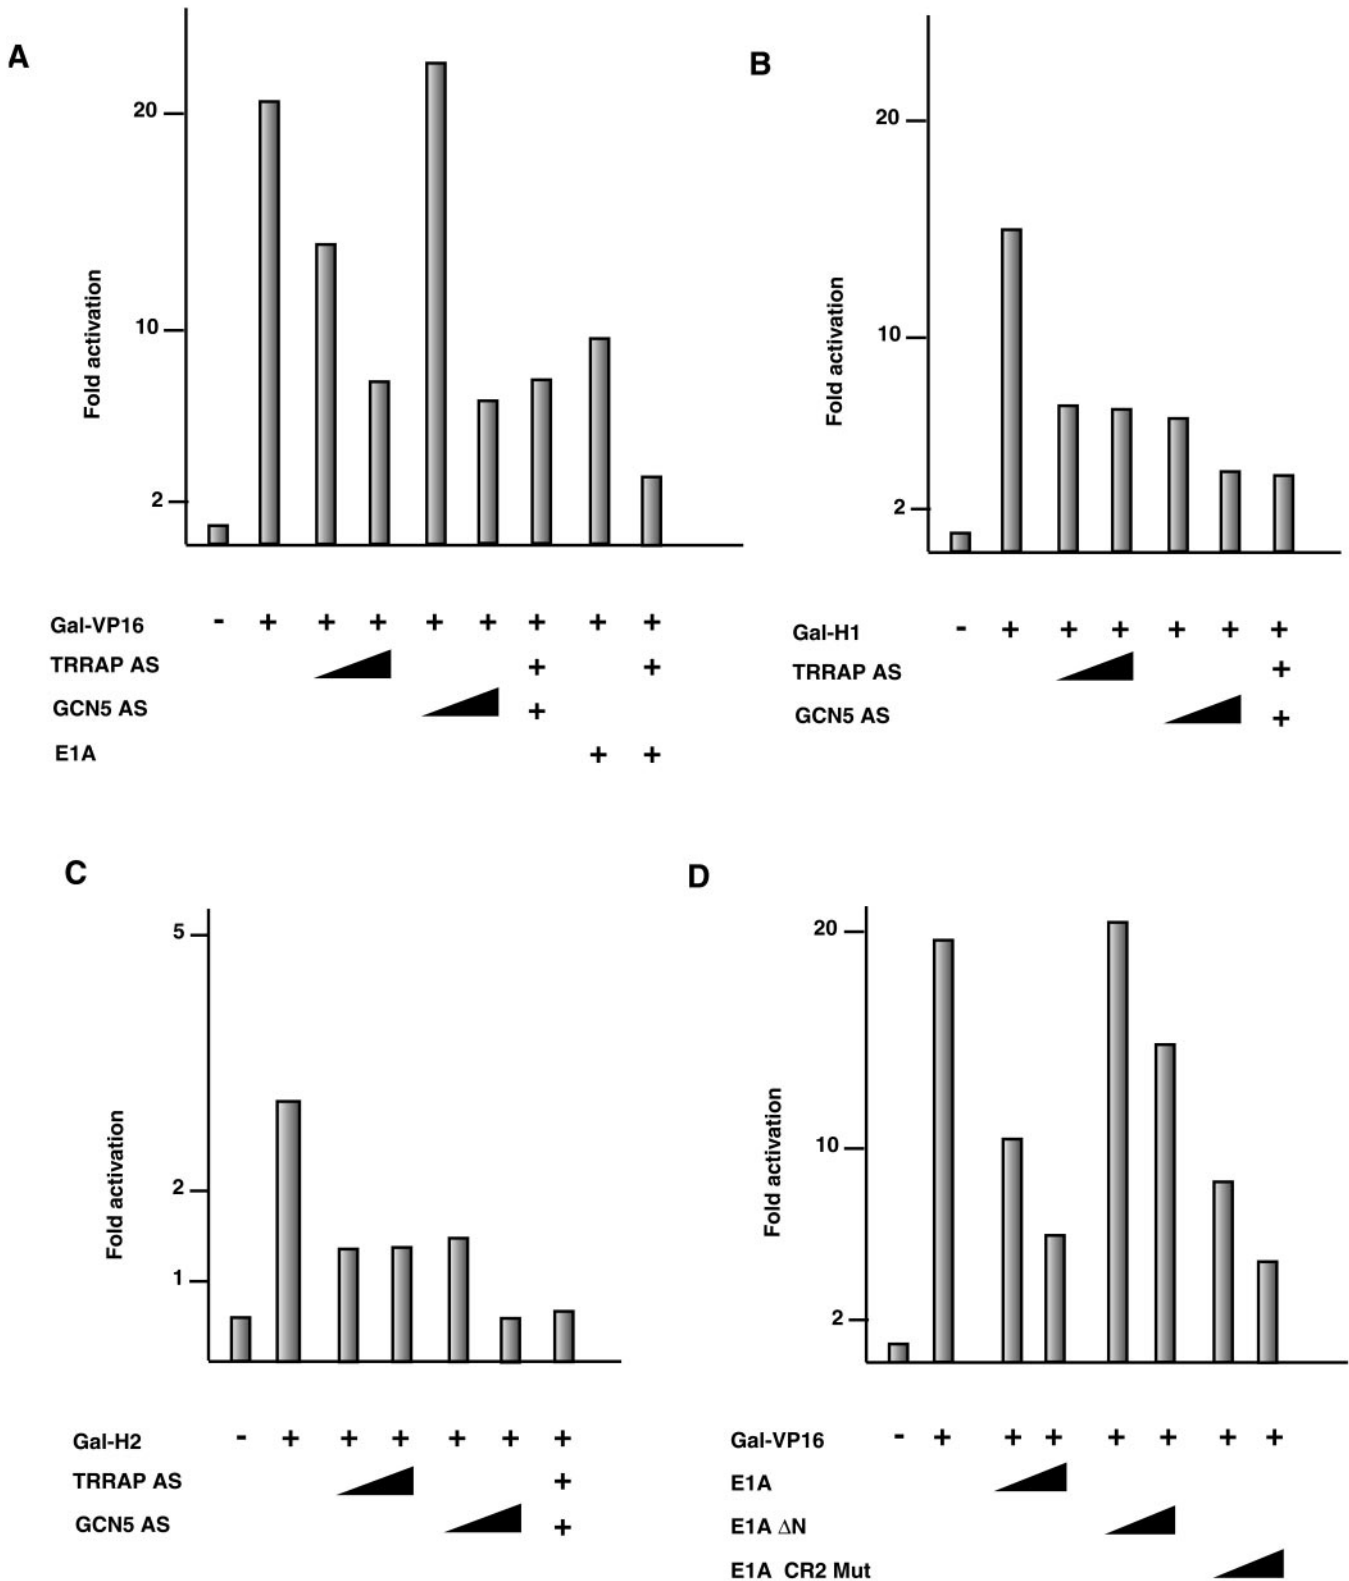 A
20
10
2
Fold activation
Gal-VP16 - + + + + + + + +
TRRAP AS + +
GCN5 AS +
E1A + +
B
20
10
2
Fold activation
Gal-H1 - + + + + + +
TRRAP AS +
GCN5 AS +
C
5
2
1
Fold activation
Gal-H2 - + + + + + +
TRRAP AS +
GCN5 AS +
D
20
10
2
Fold activation
Gal-VP16 - + + + + + + +
E1A
E1A ΔN
E1A CR2 Mut